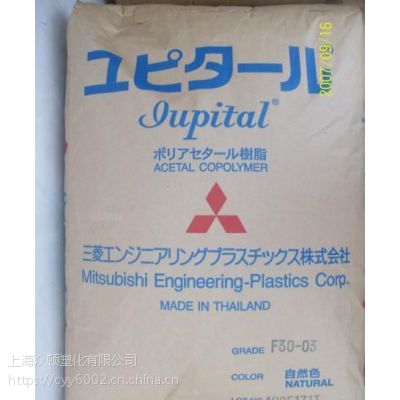 2007/09/16
ユピタール
Iupital®
ポリアセタール樹脂
ACETAL COPOLYMER
三菱エンジニアリングプラスチックス株式会社
Mitsubishi Engineering-Plastics Corp.
MADE IN THAILAND
GRADE F30-03
COLOR 自然色
NATURAL
上海众顿塑化有限公司
https://cyy6002.cn.china.cn